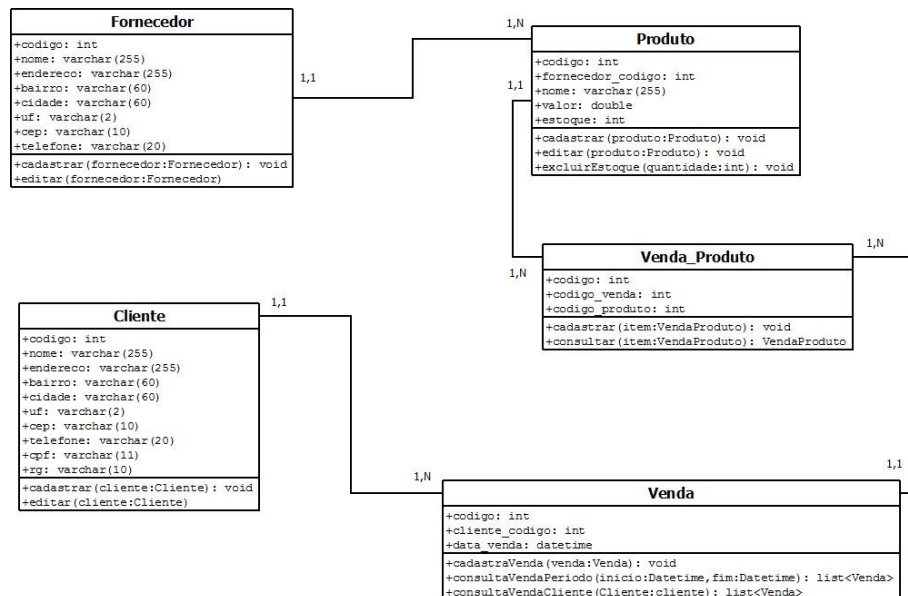 Fornecedor
+codigo: int
+nome: varchar(255)
+endereco: varchar(255)
+bairro: varchar(60)
+cidade: varchar(60)
+uf: varchar(2)
+cep: varchar(10)
+telefone: varchar(20)
+cadastrar(fornecedor:Fornecedor): void
+editar(fornecedor:Fornecedor)
1,1
1,N
Produto
+codigo: int
+fornecedor_codigo: int
+nome: varchar(255)
+valor: double
+estoque: int
+cadastrar(produto:Produto): void
+editar(produto:Produto): void
+excluirEstoque(quantidade:int): void
1,1
1,N
Venda_Produto
+codigo: int
+codigo_venda: int
+codigo_produto: int
+cadastrar(item:VendaProduto): void
+consultar(item:VendaProduto): VendaProduto
1,N
Cliente
+codigo: int
+nome: varchar(255)
+endereco: varchar(255)
+bairro: varchar(60)
+cidade: varchar(60)
+uf: varchar(2)
+cep: varchar(10)
+telefone: varchar(20)
+cpf: varchar(11)
+rg: varchar(10)
+cadastrar(cliente:Cliente): void
+editar(cliente:Cliente)
1,1
1,N
1,1
Venda
+codigo: int
+cliente_codigo: int
+data_venda: datetime
+cadastraVenda(venda:Venda): void
+consultaVendaPeriodo(inicio:Datetime,fim:Datetime): list<Venda>
+consultaVendaCliente(Cliente:cliente): list<Venda>